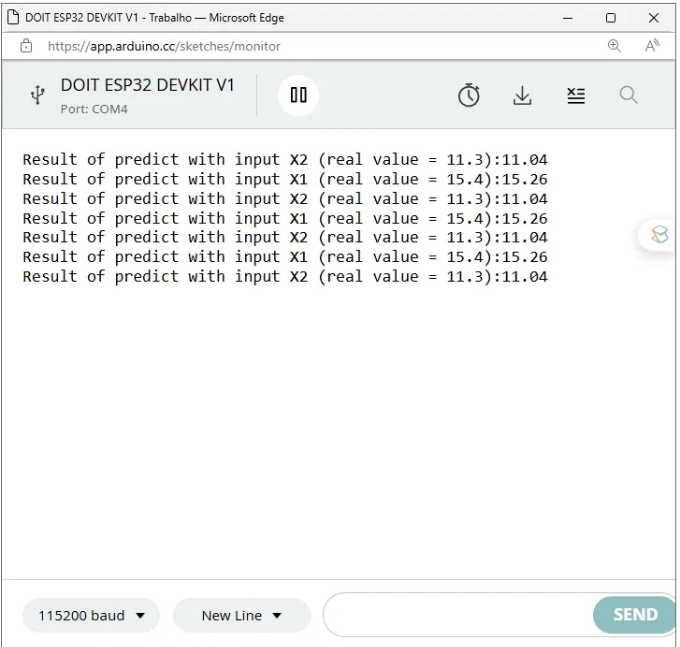 DOIT ESP32 DEVKIT V1 - Trabalho — Microsoft Edge
https://app.arduino.cc/sketches/monitor
DOIT ESP32 DEVKIT V1
Port: COM4
Result of predict with input X2 (real value = 11.3):11.04
Result of predict with input X1 (real value = 15.4):15.26
Result of predict with input X2 (real value = 11.3):11.04
Result of predict with input X1 (real value = 15.4):15.26
Result of predict with input X2 (real value = 11.3):11.04
Result of predict with input X1 (real value = 15.4):15.26
Result of predict with input X2 (real value = 11.3):11.04
115200 baud
New Line
SEND